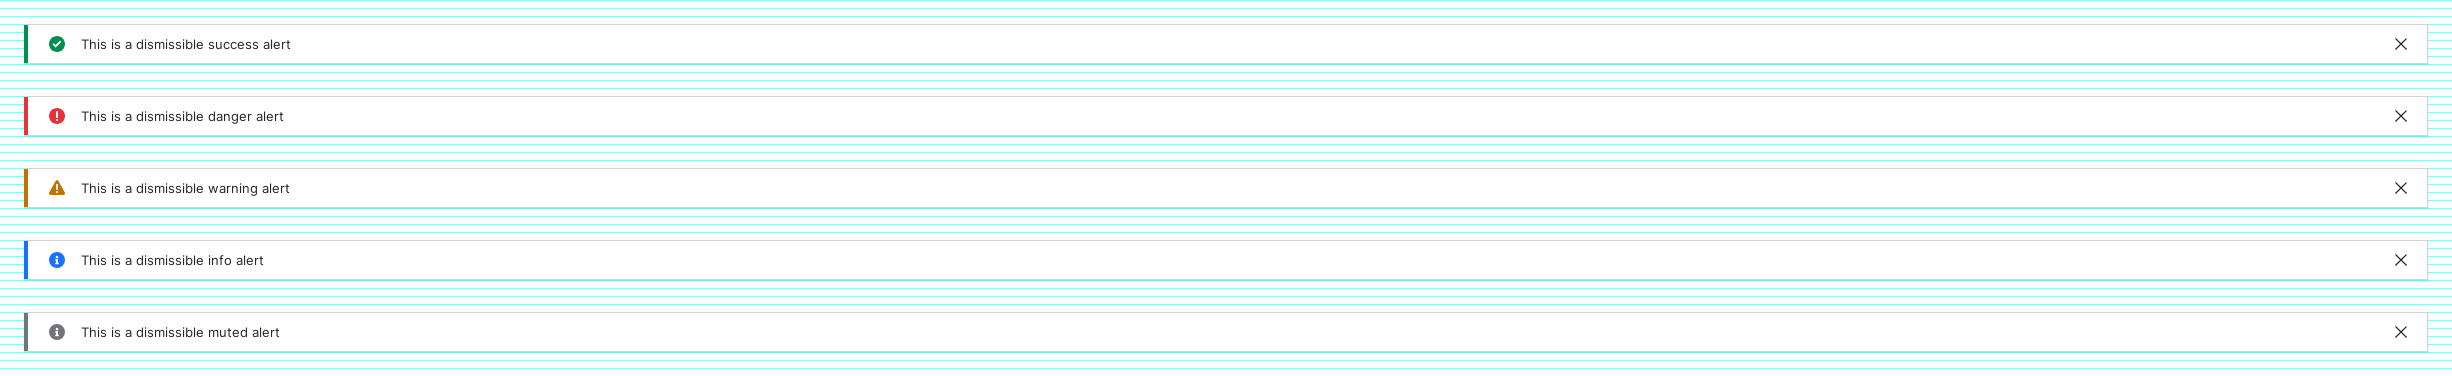 This is a dismissible success alert
This is a dismissible danger alert
This is a dismissible warning alert
This is a dismissible info alert
This is a dismissible muted alert